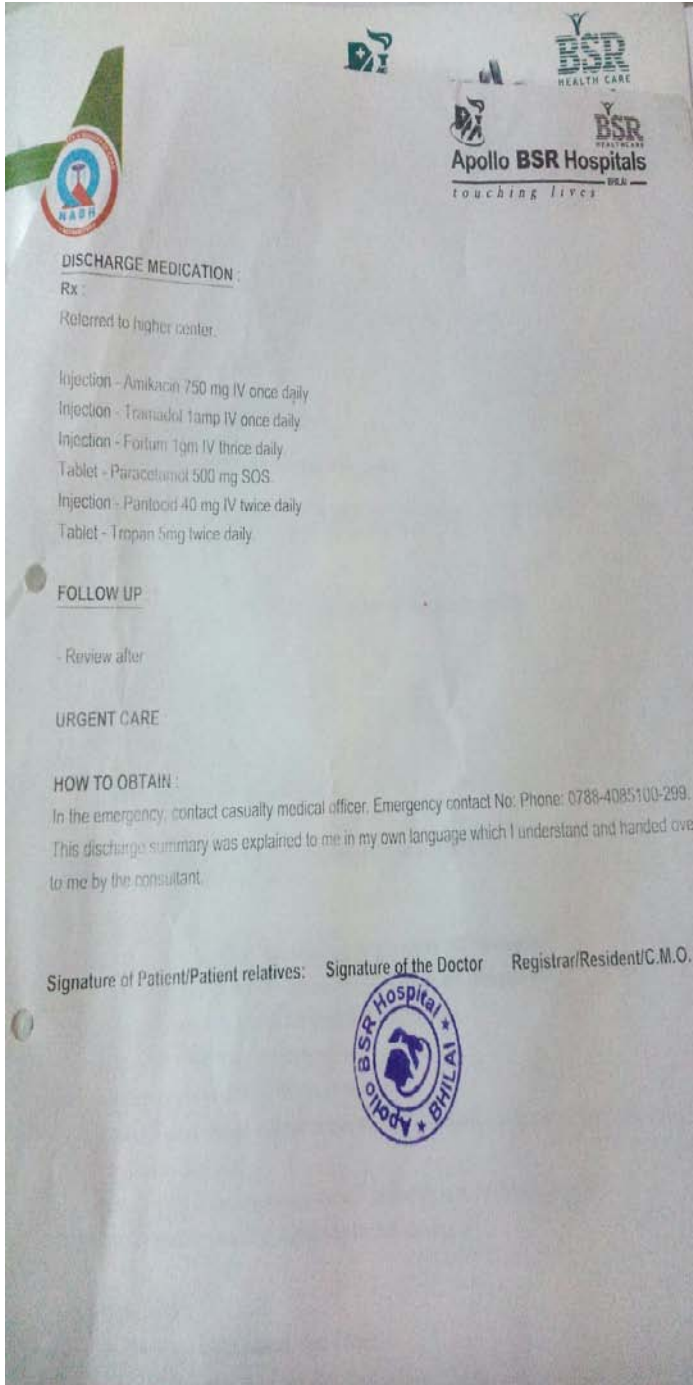 BSR
HEALTH CARE
BSR
HEALTHCARE
Apollo BSR Hospitals
BHILAI
touching lives
NABH
DISCHARGE MEDICATION :
Rx :
Referred to higher center.
Injection - Amikacin 750 mg IV once daily
Injection - Tramadol 1amp IV once daily
Injection - Fortum 1gm IV thrice daily
Tablet - Paracetamol 500 mg SOS
Injection - Pantocid 40 mg IV twice daily
Tablet - Tropan 5mg twice daily
FOLLOW UP
- Review after
URGENT CARE
HOW TO OBTAIN :
In the emergency, contact casualty medical officer. Emergency contact No: Phone: 0788-4085100-299.
This discharge summary was explained to me in my own language which I understand and handed ove
to me by the consultant.
Signature of Patient/Patient relatives: Signature of the Doctor Registrar/Resident/C.M.O.
Apollo BSR Hospital ★ BHILAI ★